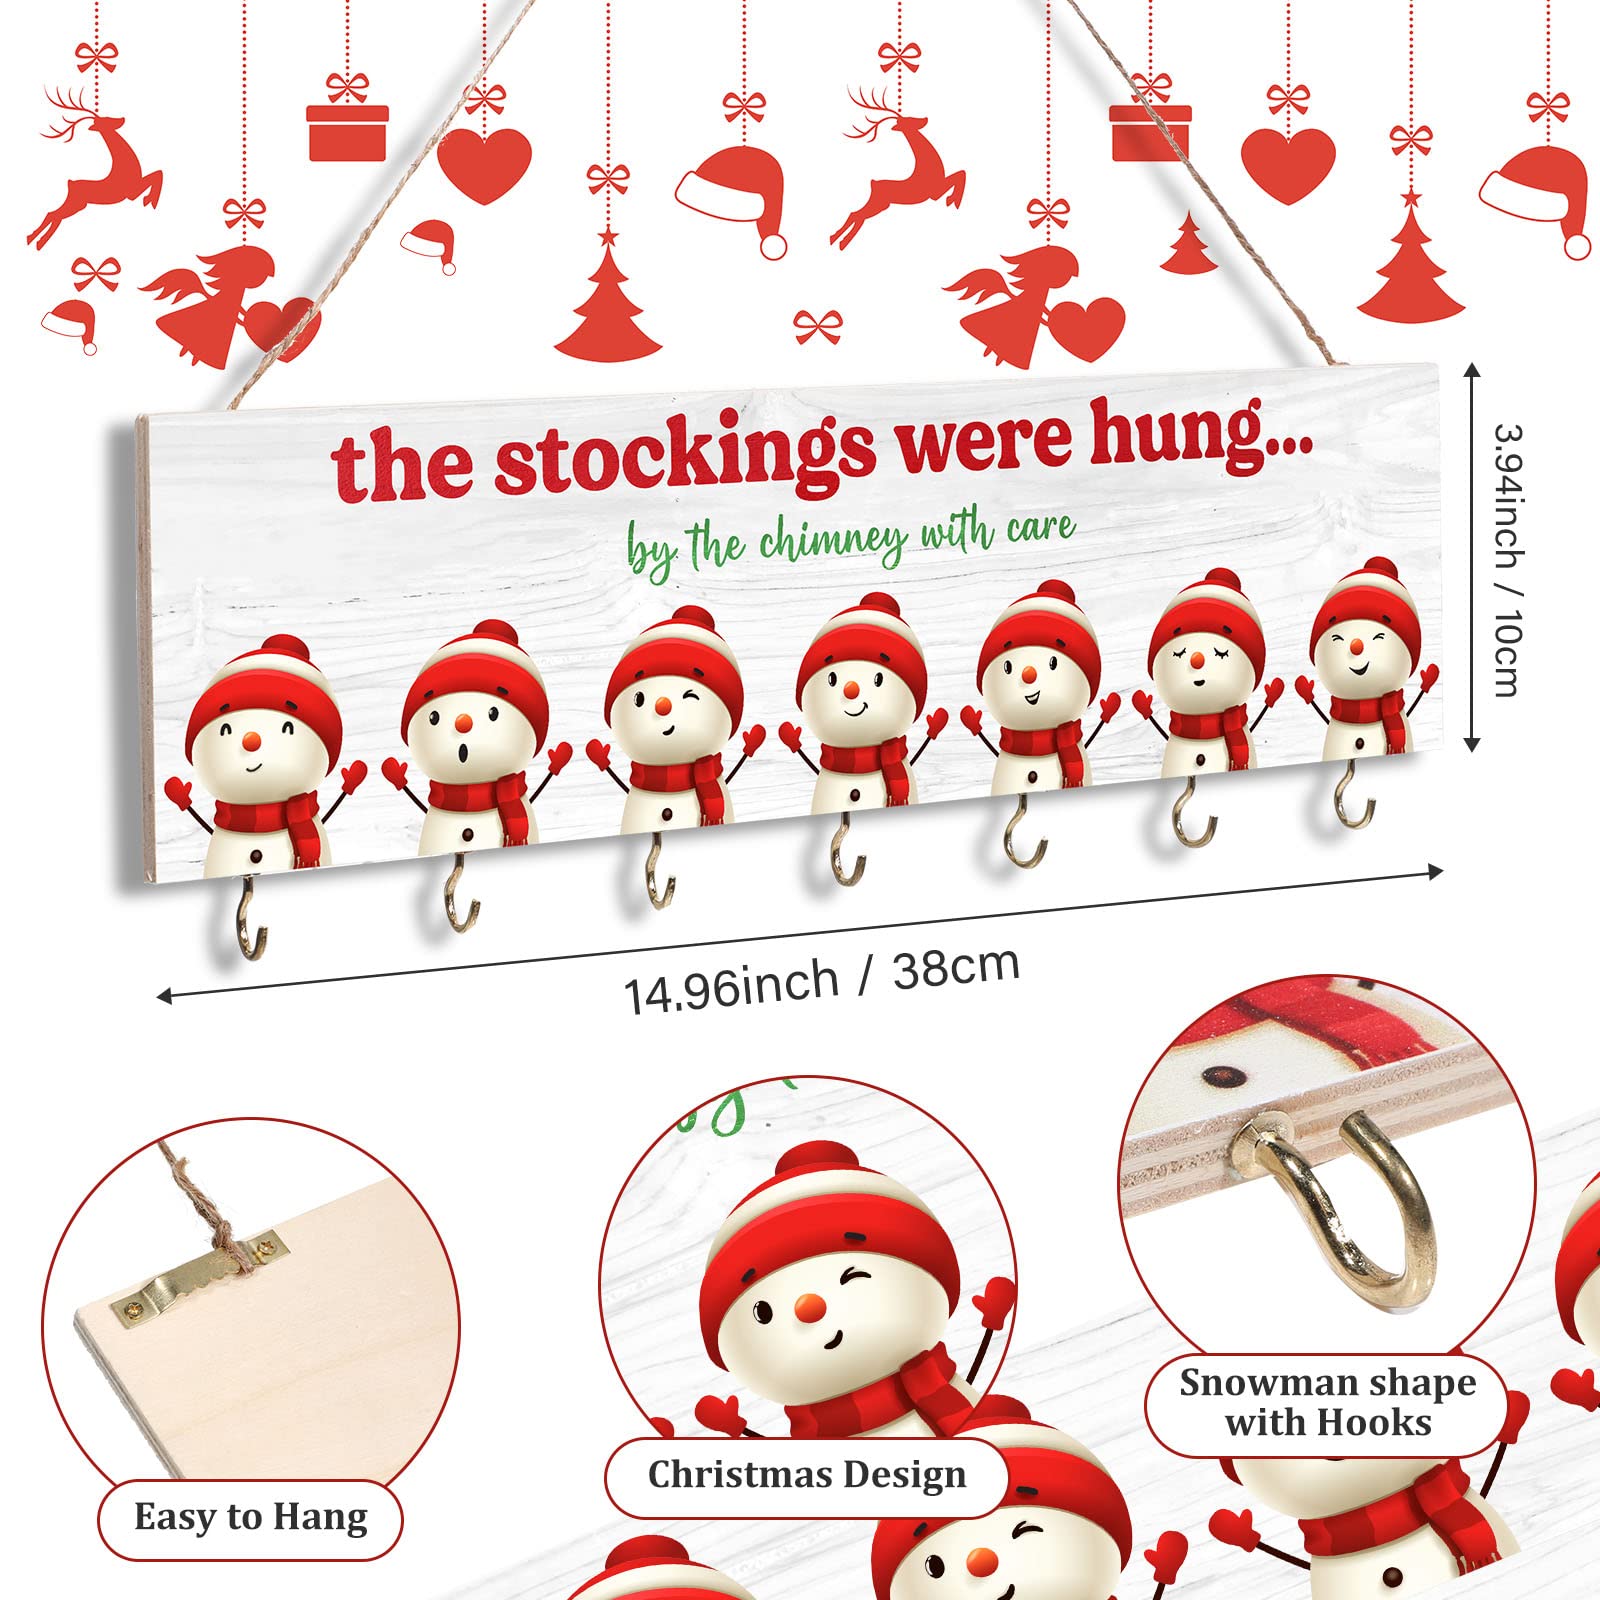 the stockings were hung...
by the chimney with care
3.94inch / 10cm
14.96inch / 38cm
Easy to Hang
Christmas Design
Snowman shape
with Hooks